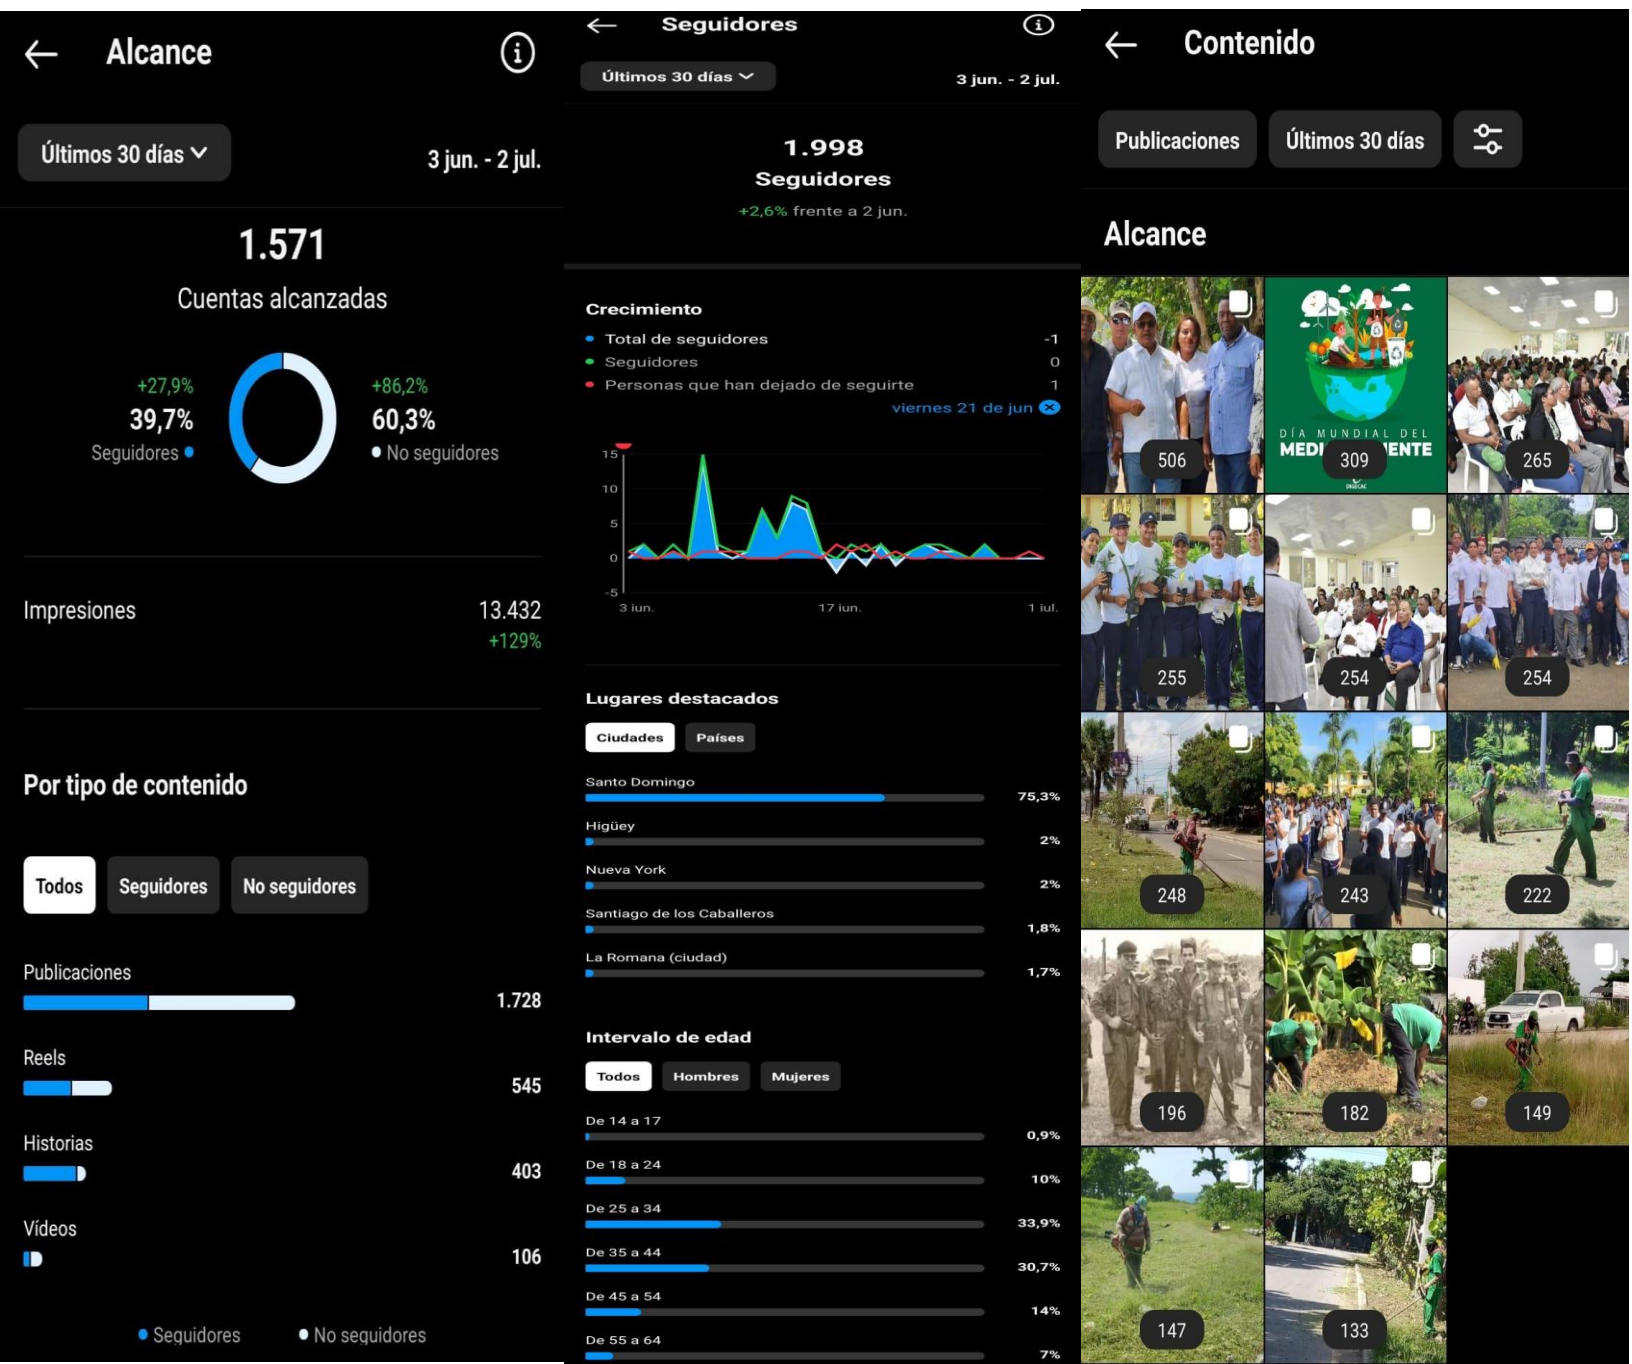 Alcance
Últimos 30 días
3 jun. - 2 jul.
1.571
Cuentas alcanzadas
+27,9%
39,7%
Seguidores
+86,2%
60,3%
No seguidores
Impresiones
13.432
+129%
Por tipo de contenido
Todos
Seguidores
No seguidores
Publicaciones
1.728
Reels
545
Historias
403
Vídeos
106
Seguidores
No seguidores
Seguidores
Últimos 30 días
3 jun. - 2 jul.
1.998
Seguidores
+2,6% frente a 2 jun.
Crecimiento
Total de seguidores -1
Seguidores 0
Personas que han dejado de seguirte 1
viernes 21 de jun
15
10
5
0
-5
3 jun.
17 jun.
1 jul.
Lugares destacados
Ciudades
Países
Santo Domingo
75,3%
Higüey
2%
Nueva York
2%
Santiago de los Caballeros
1,8%
La Romana (ciudad)
1,7%
Intervalo de edad
Todos
Hombres
Mujeres
De 14 a 17
0,9%
De 18 a 24
10%
De 25 a 34
33,9%
De 35 a 44
30,7%
De 45 a 54
14%
De 55 a 64
7%
Contenido
Publicaciones
Últimos 30 días
Alcance
506
DÍA MUNDIAL DEL
MEDI IENTE
309
DIGECAC
265
255
254
254
248
243
222
196
182
149
147
133